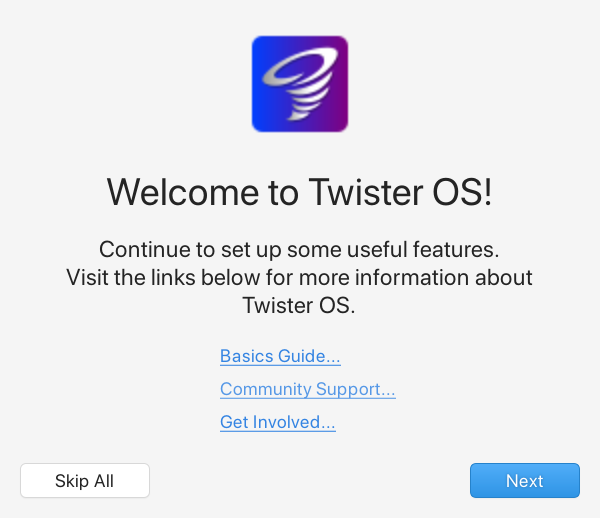 Welcome to Twister OS!
Continue to set up some useful features.
Visit the links below for more information about
Twister OS.
Basics Guide...
Community Support...
Get Involved...
Skip All
Next